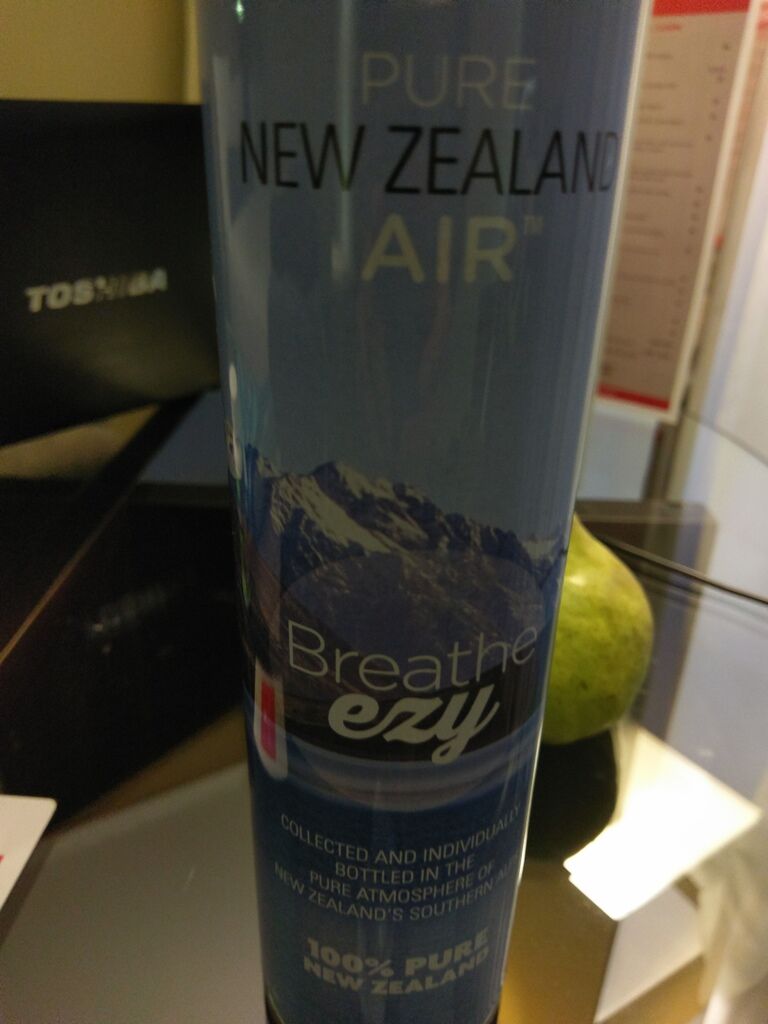 PURE
NEW ZEALAND
AIR™
TOSHIBA
Breathe
ezy
COLLECTED AND INDIVIDUALLY
BOTTLED IN THE
PURE ATMOSPHERE OF
NEW ZEALAND'S SOUTHERN
100% PURE
NEW ZEALAND